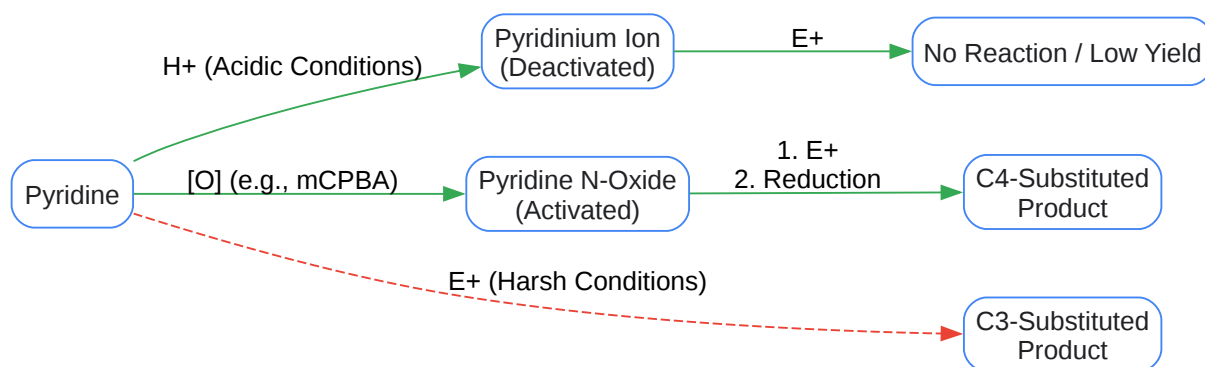 Pyridinium Ion
(Deactivated)
E+
No Reaction / Low Yield
H+ (Acidic Conditions)
Pyridine
[O] (e.g., mCPBA)
Pyridine N-Oxide
(Activated)
1. E+
2. Reduction
C4-Substituted
Product
E+ (Harsh Conditions)
C3-Substituted
Product